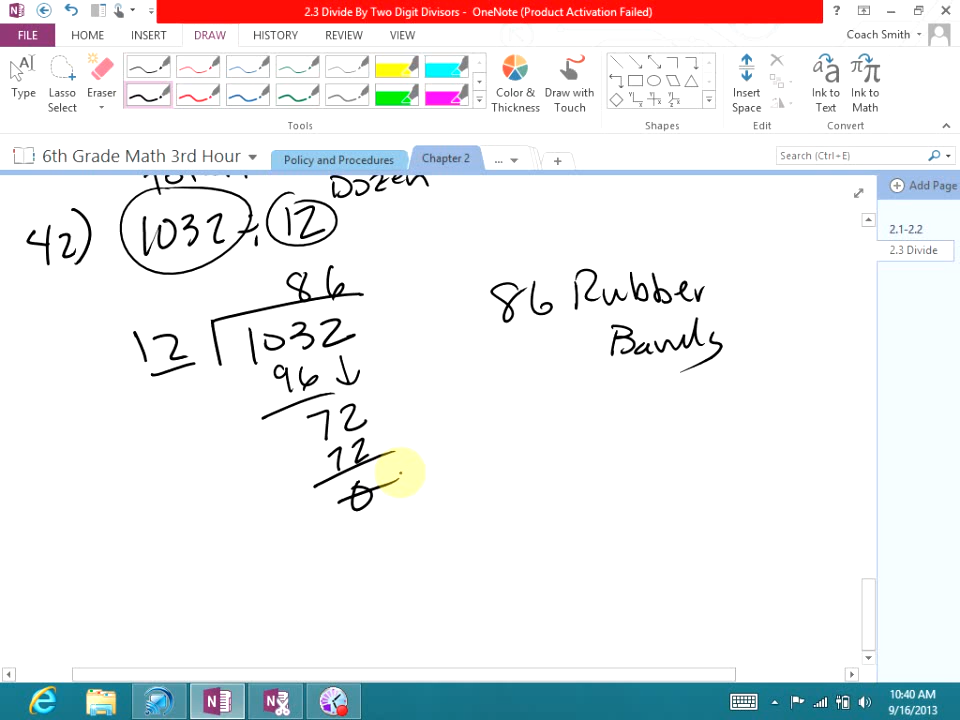 2.3 Divide By Two Digit Divisors - OneNote (Product Activation Failed)
?
FILE HOME INSERT DRAW HISTORY REVIEW VIEW
Coach Smith
Type
Lasso Select
Eraser
Color & Thickness
Draw with Touch
Insert Space
Ink to Text
Ink to Math
Tools
Shapes
Edit
Convert
6th Grade Math 3rd Hour
Policy and Procedures
Chapter 2
...
Search (Ctrl+E)
Add Page
2.1-2.2
2.3 Divide
Dozen
42) 1032 ÷ 12
86
12 1032
96
72
72
0
86 Rubber
Bands
10:40 AM
9/16/2013